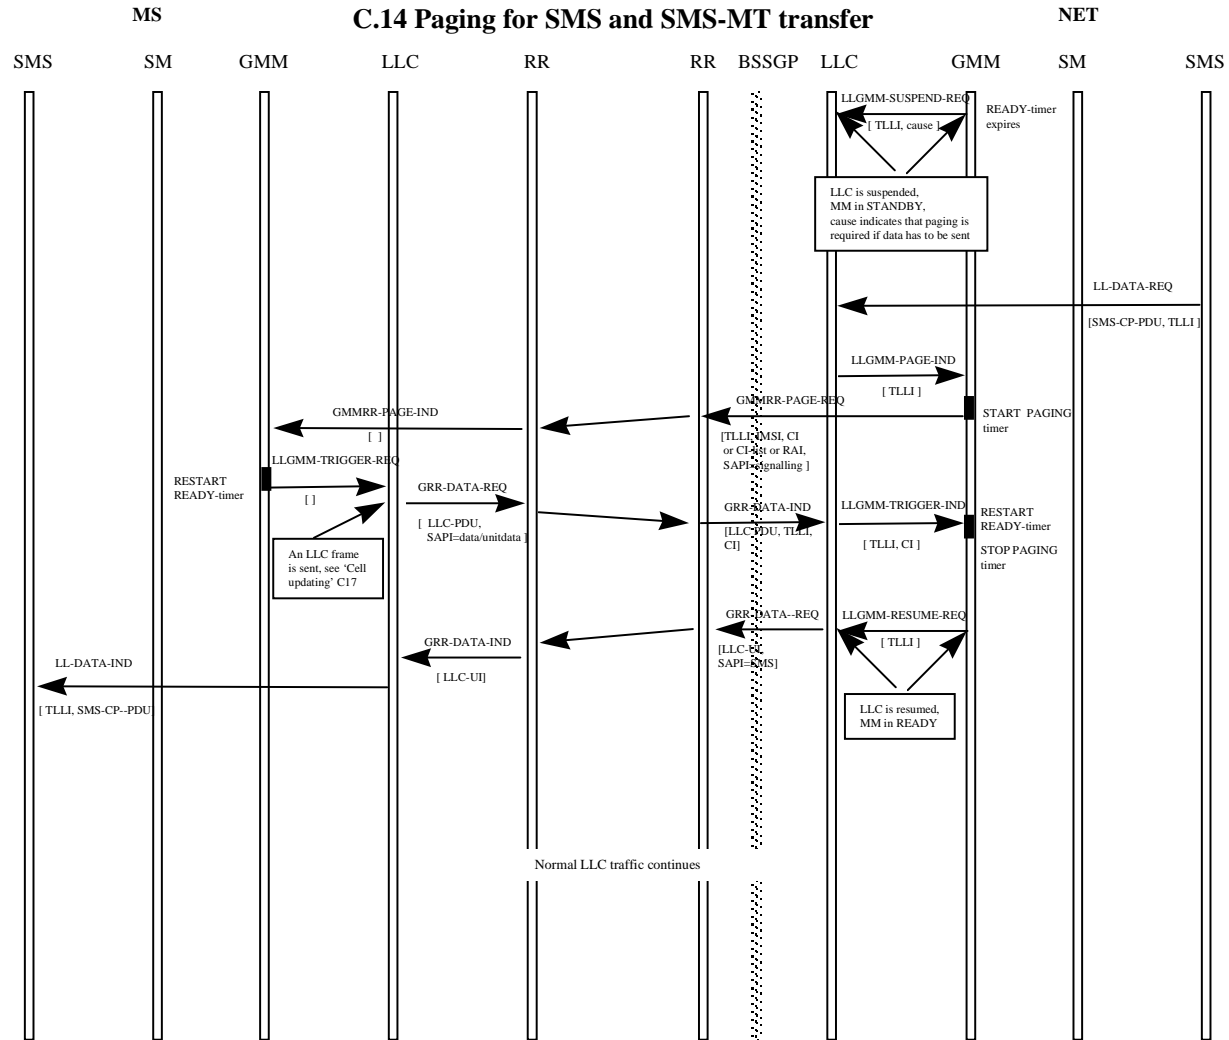 MS
C.14 Paging for SMS and SMS-MT transfer
NET
SMS SM GMM LLC RR RR BSSGP LLC GMM SM SMS
LLGMM-SUSPEND-REQ
[ TLLI, cause ]
READY-timer
expires
LLC is suspended,
MM in STANDBY,
cause indicates that paging is
required if data has to be sent
LL-DATA-REQ
[SMS-CP-PDU, TLLI ]
LLGMM-PAGE-IND
[ TLLI ]
GMMRR-PAGE-REQ
START PAGING
timer
GMMRR-PAGE-IND
[ ]
[TLLI, IMSI, CI
or CI-list or RAI,
SAPI=signalling ]
LLGMM-TRIGGER-REQ
[ ]
RESTART
READY-timer
GRR-DATA-REQ
[ LLC-PDU,
SAPI=data/unitdata ]
GRR-DATA-IND
[LLC-PDU, TLLI,
CI]
LLGMM-TRIGGER-IND
[ TLLI, CI ]
RESTART
READY-timer
STOP PAGING
timer
An LLC frame
is sent, see ‘Cell
updating’ C17
GRR-DATA--REQ
[LLC-UI,
SAPI=SMS]
LLGMM-RESUME-REQ
[ TLLI ]
GRR-DATA-IND
[ LLC-UI]
LL-DATA-IND
[ TLLI, SMS-CP--PDU]
LLC is resumed,
MM in READY
Normal LLC traffic continues